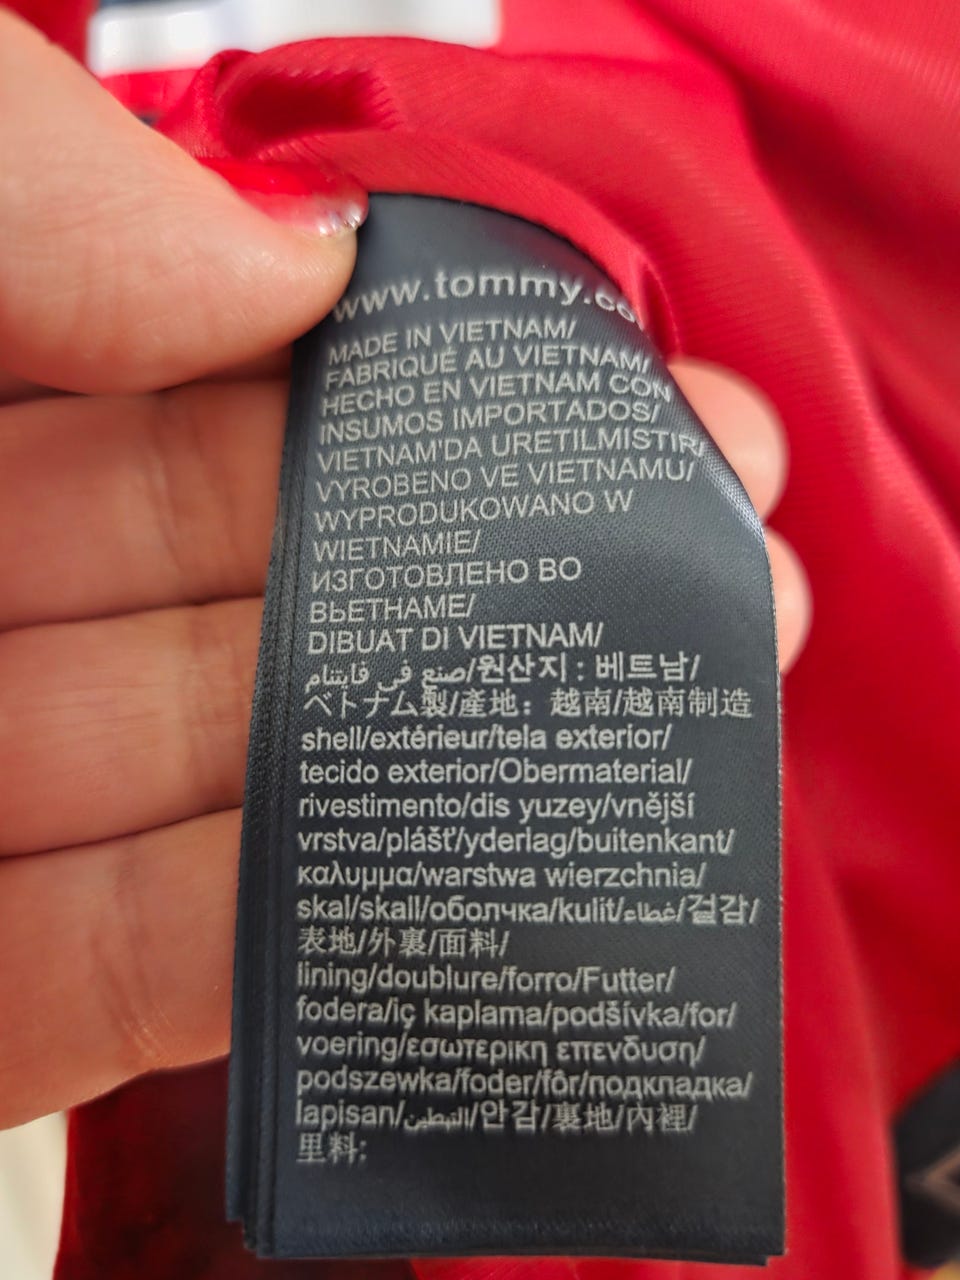 www.tommy.co
MADE IN VIETNAM/
FABRIQUÉ AU VIETNAM/
HECHO EN VIETNAM CON
INSUMOS IMPORTADOS/
VIETNAM'DA URETILMISTIR/
VYROBENO VE VIETNAMU/
WYPRODUKOWANO W
WIETNAMIE/
ИЗГОТОВЛЕНО ВО
ВЬЕТНАМЕ/
DIBUAT DI VIETNAM/
صنع في فايتنام/원산지 : 베트남/
ベトナム製/產地：越南/越南制造
shell/extérieur/tela exterior/
tecido exterior/Obermaterial/
rivestimento/dis yuzey/vnější
vrstva/plášť/yderlag/buitenkant/
καλυμμα/warstwa wierzchnia/
skal/skall/оболчка/kulit/غطاء/겉감/
表地/外裏/面料/
lining/doublure/forro/Futter/
fodera/iç kaplama/podšívka/for/
voering/εσωτερικη επενδυση/
podszewka/foder/fôr/подкладка/
lapisan/التبطين/안감/裏地/內裡/
里料: